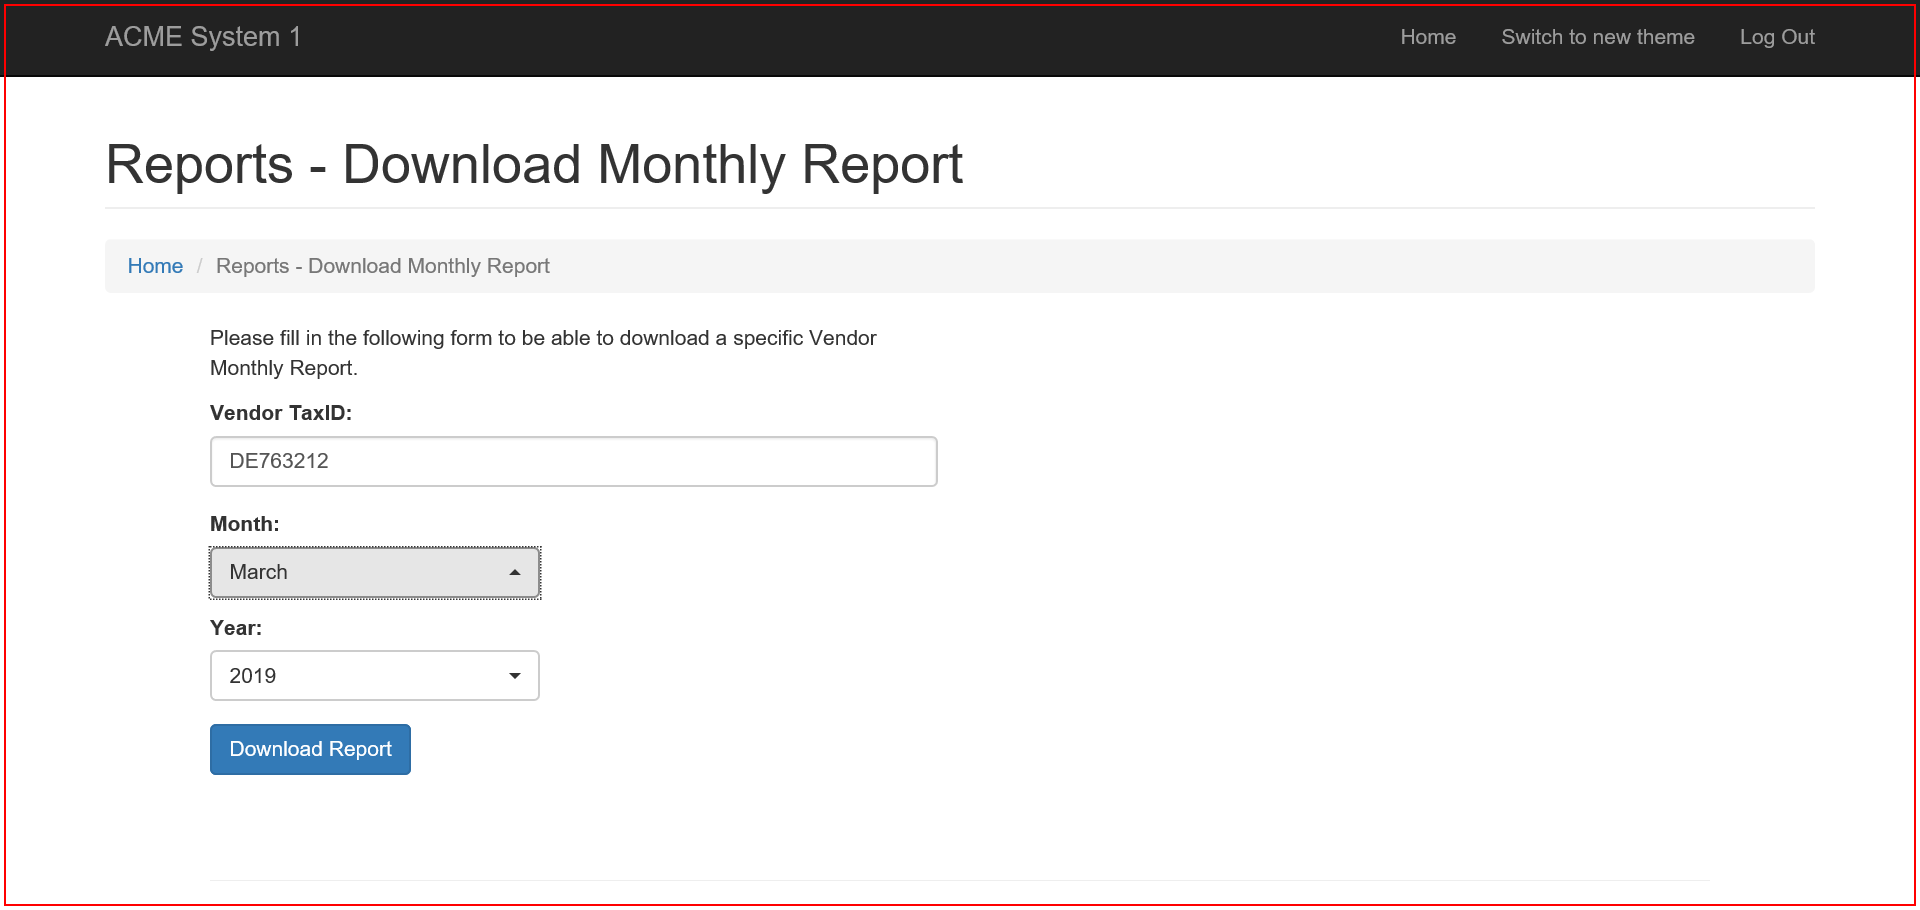 ACME System 1
Home
Switch to new theme
Log Out
Reports - Download Monthly Report
Home / Reports - Download Monthly Report
Please fill in the following form to be able to download a specific Vendor
Monthly Report.
Vendor TaxID:
DE763212
Month:
March
Year:
2019
Download Report